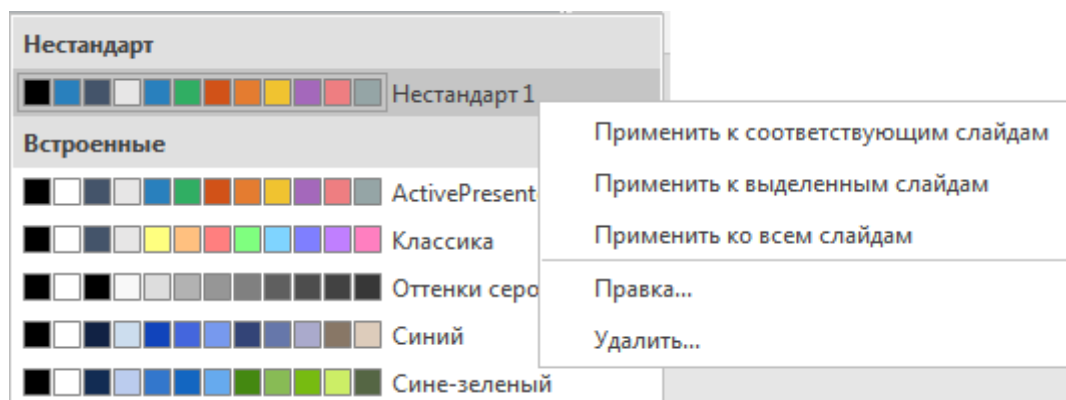 Нестандарт
Нестандарт 1
Встроенные
ActivePresent
Классика
Оттенки серо
Синий
Сине-зеленый
Применить к соответствующим слайдам
Применить к выделенным слайдам
Применить ко всем слайдам
Правка...
Удалить...